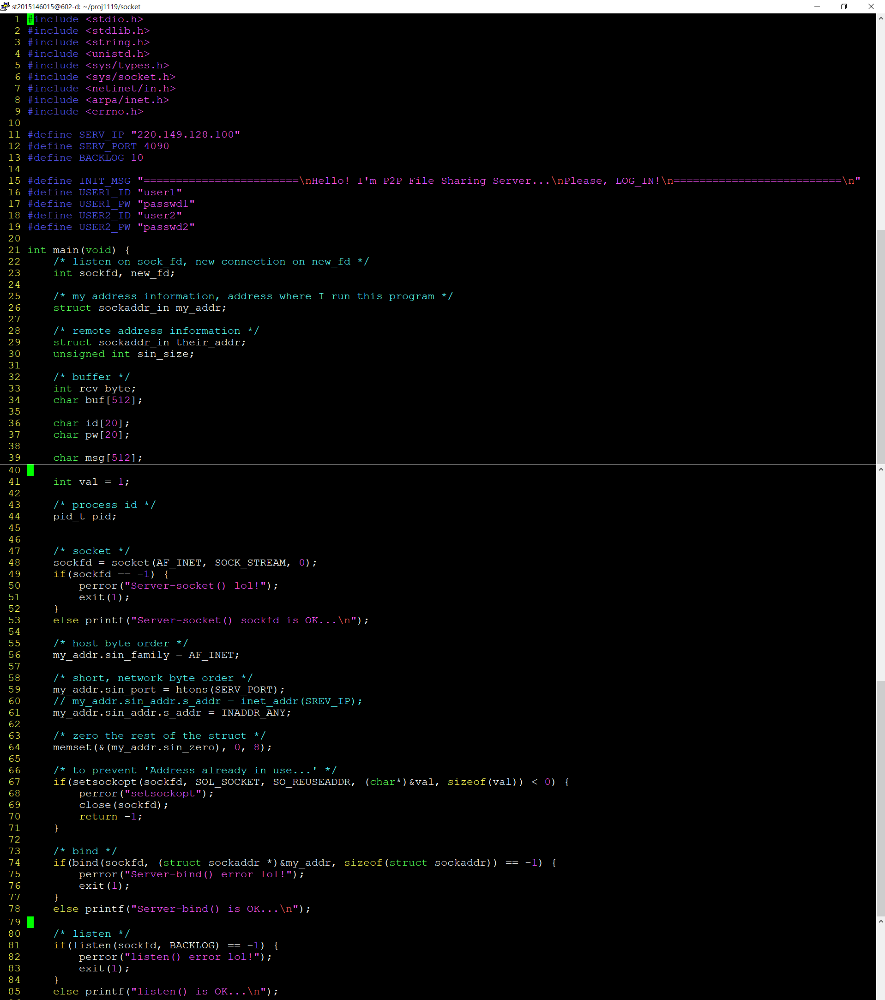 st2015146015@602-d: ~/proj1119/socket
1 #include <stdio.h>
2 #include <stdlib.h>
3 #include <string.h>
4 #include <unistd.h>
5 #include <sys/types.h>
6 #include <sys/socket.h>
7 #include <netinet/in.h>
8 #include <arpa/inet.h>
9 #include <errno.h>
10
11 #define SERV_IP "220.149.128.100"
12 #define SERV_PORT 4090
13 #define BACKLOG 10
14
15 #define INIT_MSG "========================\nHello! I'm P2P File Sharing Server...\nPlease, LOG_IN!\n==========================\n"
16 #define USER1_ID "user1"
17 #define USER1_PW "passwd1"
18 #define USER2_ID "user2"
19 #define USER2_PW "passwd2"
20
21 int main(void) {
22     /* listen on sock_fd, new connection on new_fd */
23     int sockfd, new_fd;
24
25     /* my address information, address where I run this program */
26     struct sockaddr_in my_addr;
27
28     /* remote address information */
29     struct sockaddr_in their_addr;
30     unsigned int sin_size;
31
32     /* buffer */
33     int rcv_byte;
34     char buf[512];
35
36     char id[20];
37     char pw[20];
38
39     char msg[512];
40
41     int val = 1;
42
43     /* process id */
44     pid_t pid;
45
46
47     /* socket */
48     sockfd = socket(AF_INET, SOCK_STREAM, 0);
49     if(sockfd == -1) {
50         perror("Server-socket() lol!");
51         exit(1);
52     }
53     else printf("Server-socket() sockfd is OK...\n");
54
55     /* host byte order */
56     my_addr.sin_family = AF_INET;
57
58     /* short, network byte order */
59     my_addr.sin_port = htons(SERV_PORT);
60     // my_addr.sin_addr.s_addr = inet_addr(SREV_IP);
61     my_addr.sin_addr.s_addr = INADDR_ANY;
62
63     /* zero the rest of the struct */
64     memset(&(my_addr.sin_zero), 0, 8);
65
66     /* to prevent 'Address already in use...' */
67     if(setsockopt(sockfd, SOL_SOCKET, SO_REUSEADDR, (char*)&val, sizeof(val)) < 0) {
68         perror("setsockopt");
69         close(sockfd);
70         return -1;
71     }
72
73     /* bind */
74     if(bind(sockfd, (struct sockaddr *)&my_addr, sizeof(struct sockaddr)) == -1) {
75         perror("Server-bind() error lol!");
76         exit(1);
77     }
78     else printf("Server-bind() is OK...\n");
79
80     /* listen */
81     if(listen(sockfd, BACKLOG) == -1) {
82         perror("listen() error lol!");
83         exit(1);
84     }
85     else printf("listen() is OK...\n");